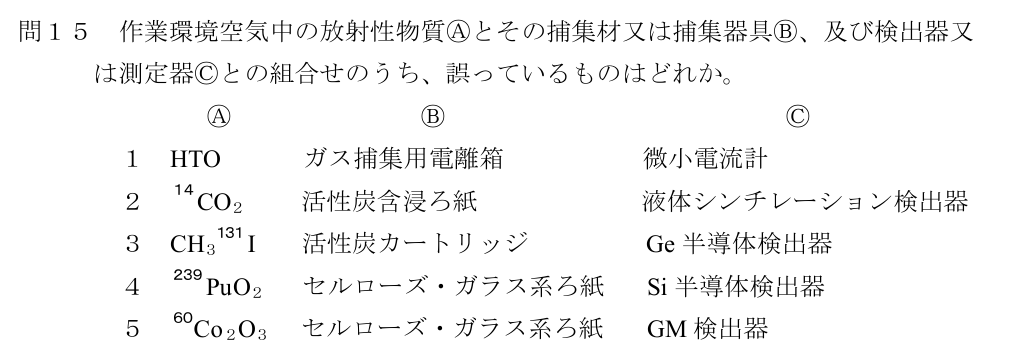 問１５　作業環境空気中の放射性物質Ⓐとその捕集材又は捕集器具Ⓑ、及び検出器又
は測定器Ⓒとの組合せのうち、誤っているものはどれか。
Ⓐ　Ⓑ　Ⓒ
１　HTO　ガス捕集用電離箱　微小電流計
２　¹⁴CO₂　活性炭含浸ろ紙　液体シンチレーション検出器
３　CH₃¹³¹I　活性炭カートリッジ　Ge 半導体検出器
４　²³⁹PuO₂　セルローズ・ガラス系ろ紙　Si 半導体検出器
５　⁶⁰Co₂O₃　セルローズ・ガラス系ろ紙　GM 検出器